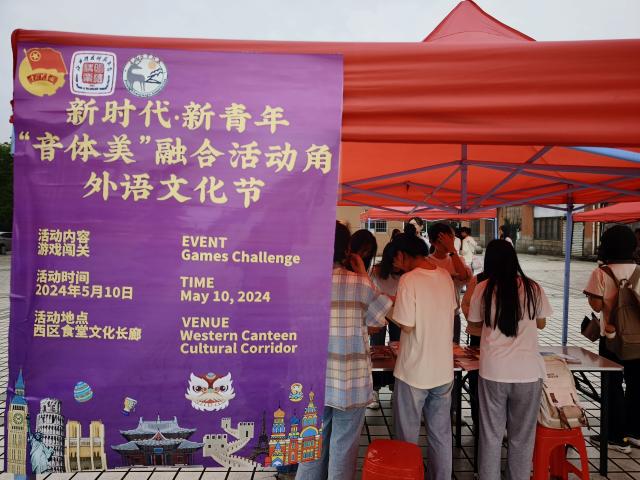 新时代·新青年
“音体美”融合活动角
外语文化节
活动内容
游戏闯关
EVENT
Games Challenge
活动时间
2024年5月10日
TIME
May 10, 2024
活动地点
西区食堂文化长廊
VENUE
Western Canteen
Cultural Corridor